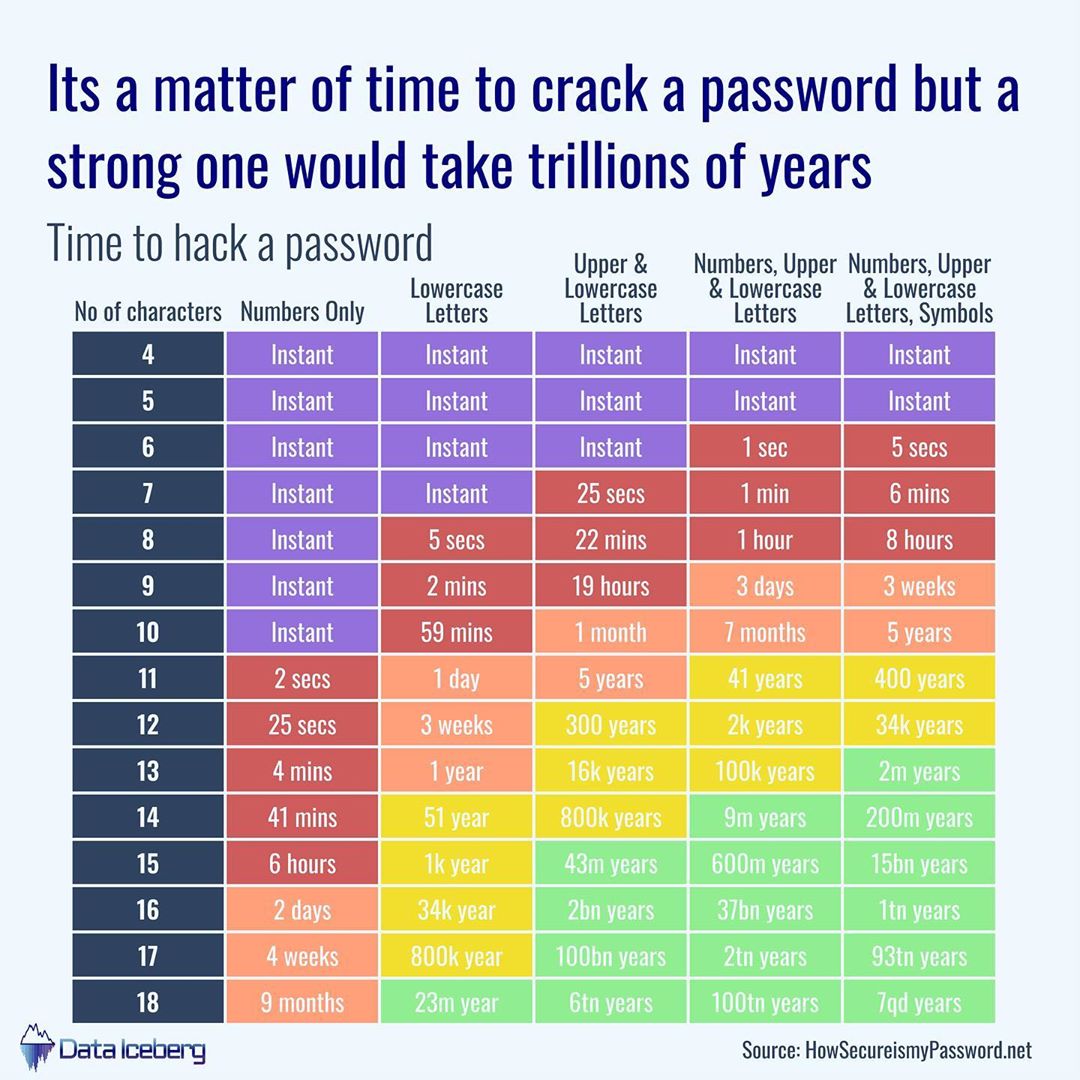 Its a matter of time to crack a password but a
strong one would take trillions of years
Time to hack a password
No of characters Numbers Only Lowercase Letters Upper & Lowercase Letters Numbers, Upper & Lowercase Letters Numbers, Upper & Lowercase Letters, Symbols
4 Instant Instant Instant Instant Instant
5 Instant Instant Instant Instant Instant
6 Instant Instant Instant 1 sec 5 secs
7 Instant Instant 25 secs 1 min 6 mins
8 Instant 5 secs 22 mins 1 hour 8 hours
9 Instant 2 mins 19 hours 3 days 3 weeks
10 Instant 59 mins 1 month 7 months 5 years
11 2 secs 1 day 5 years 41 years 400 years
12 25 secs 3 weeks 300 years 2k years 34k years
13 4 mins 1 year 16k years 100k years 2m years
14 41 mins 51 year 800k years 9m years 200m years
15 6 hours 1k year 43m years 600m years 15bn years
16 2 days 34k year 2bn years 37bn years 1tn years
17 4 weeks 800k year 100bn years 2tn years 93tn years
18 9 months 23m year 6tn years 100tn years 7qd years
Data Iceberg
Source: HowSecureismyPassword.net